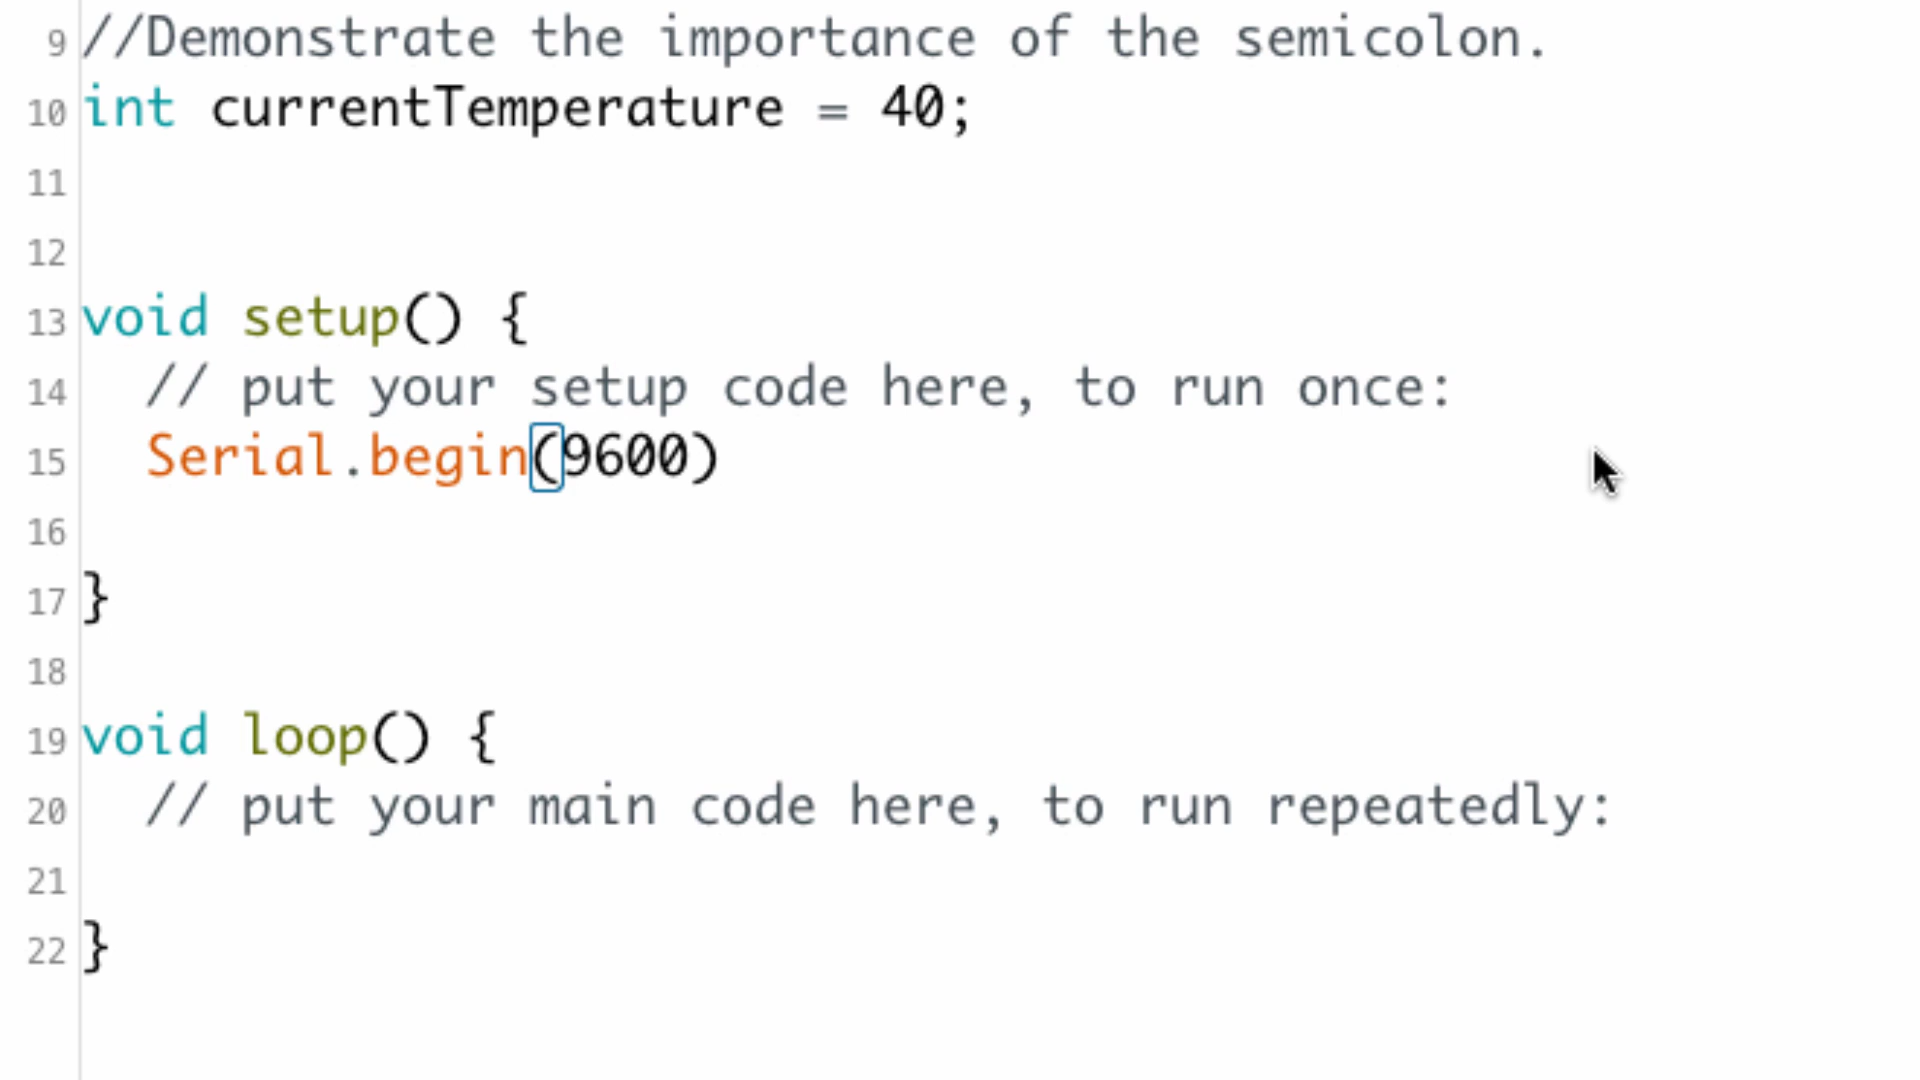 9 //Demonstrate the importance of the semicolon.
10 int currentTemperature = 40;
11
12
13 void setup() {
14   // put your setup code here, to run once:
15   Serial.begin(9600)
16
17 }
18
19 void loop() {
20   // put your main code here, to run repeatedly:
21
22 }